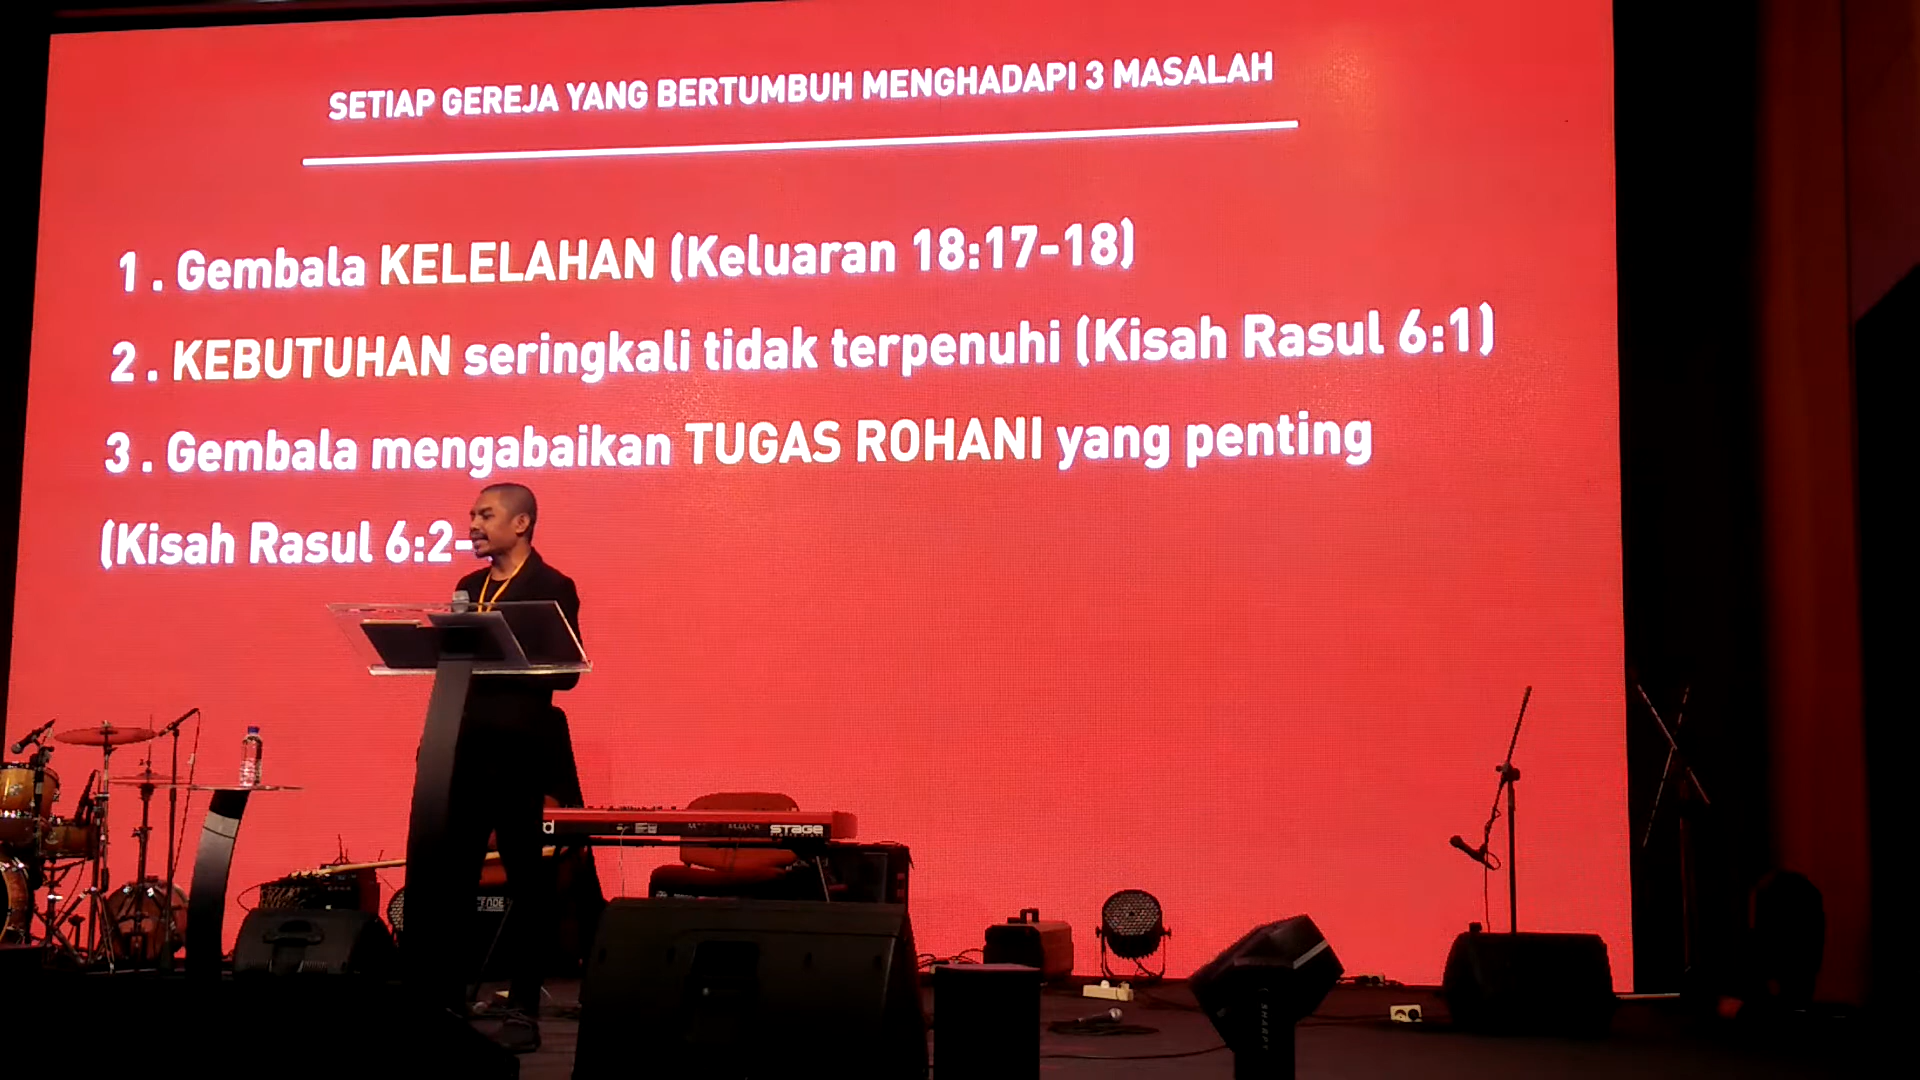 SETIAP GEREJA YANG BERTUMBUH MENGHADAPI 3 MASALAH
1 . Gembala KELELAHAN (Keluaran 18:17-18)
2 . KEBUTUHAN seringkali tidak terpenuhi (Kisah Rasul 6:1)
3 . Gembala mengabaikan TUGAS ROHANI yang penting
(Kisah Rasul 6:2-
STAGE
SHARPY